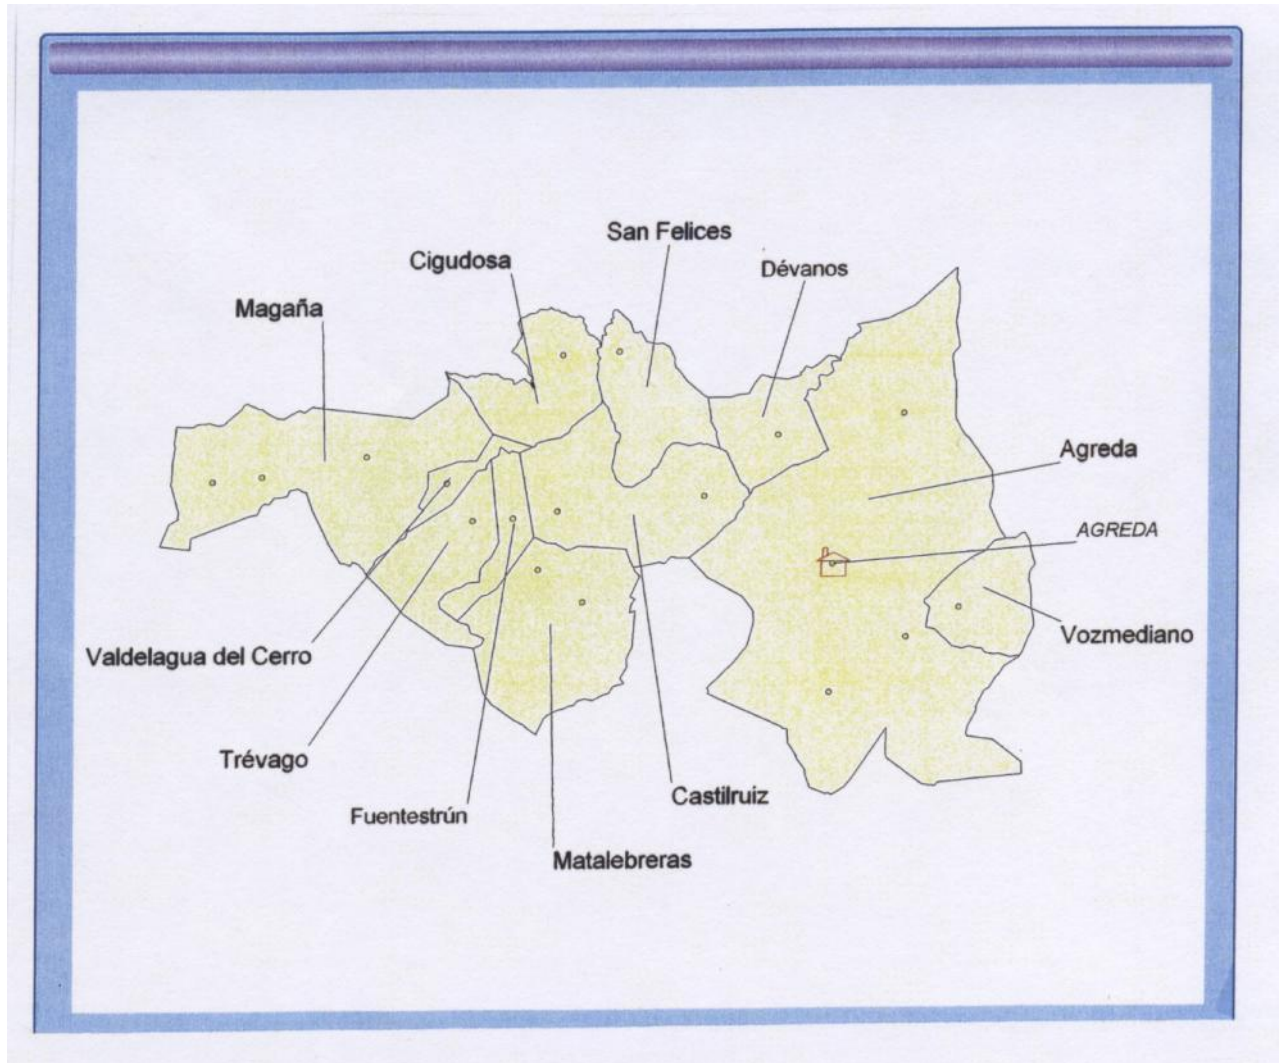 San Felices
Cigudosa
Dévanos
Magaña
Agreda
AGREDA
Vozmediano
Valdelagua del Cerro
Trévago
Castilruiz
Fuentestrún
Matalebreras